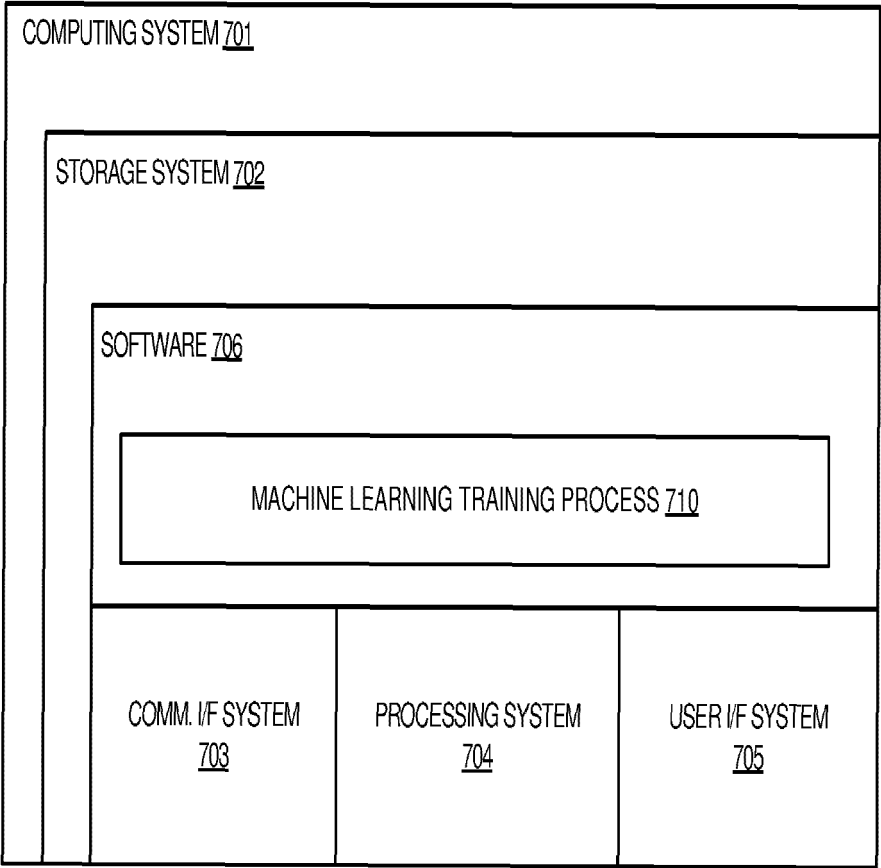 COMPUTING SYSTEM 701
STORAGE SYSTEM 702
SOFTWARE 706
MACHINE LEARNING TRAINING PROCESS 710
COMM. I/F SYSTEM
703
PROCESSING SYSTEM
704
USER I/F SYSTEM
705